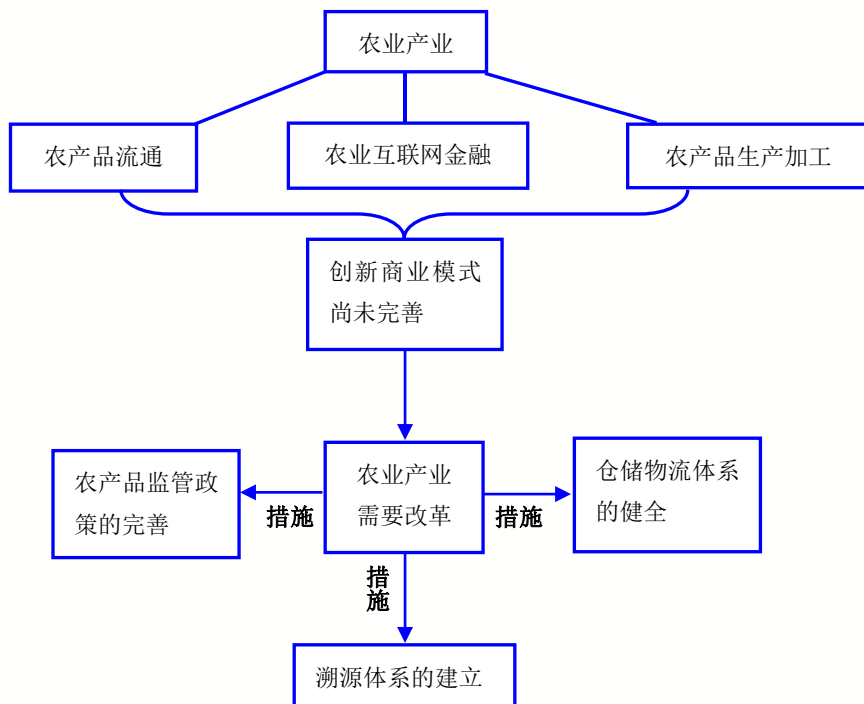 农业产业
农产品流通
农业互联网金融
农产品生产加工
创新商业模式
尚未完善
农产品监管政
策的完善
措施
农业产业
需要改革
措施
仓储物流体系
的健全
措施
溯源体系的建立